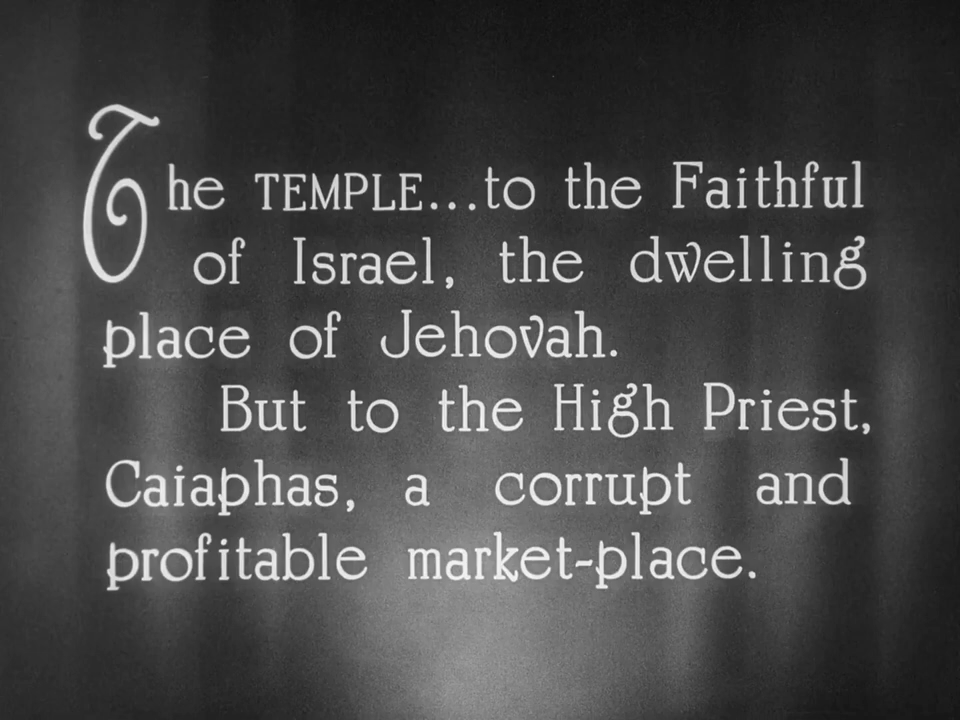 The TEMPLE...to the Faithful
of Israel, the dwelling
place of Jehovah.
But to the High Priest,
Caiaphas, a corrupt and
profitable market-place.